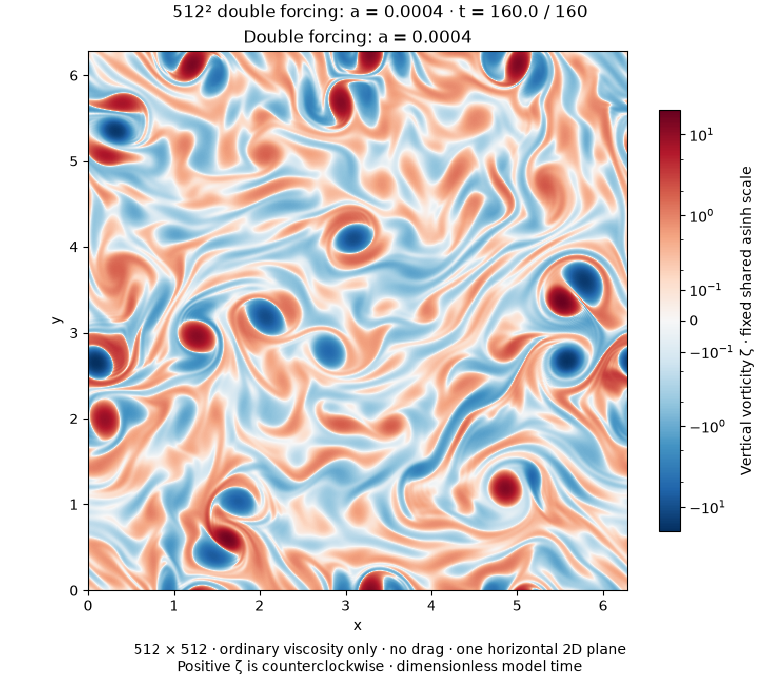 512² double forcing: a = 0.0004 · t = 160.0 / 160
Double forcing: a = 0.0004
6
5
4
3
2
1
0
y
0 1 2 3 4 5 6
x
10¹
10⁰
10⁻¹
0
−10⁻¹
−10⁰
−10¹
Vertical vorticity ζ · fixed shared asinh scale
512 × 512 · ordinary viscosity only · no drag · one horizontal 2D plane
Positive ζ is counterclockwise · dimensionless model time